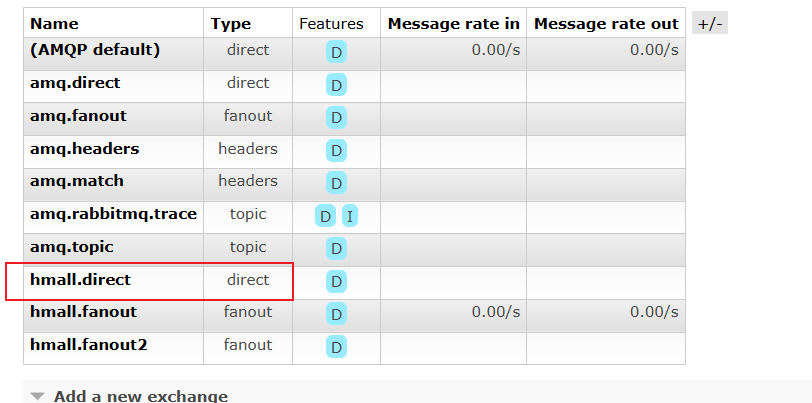 Name Type Features Message rate in Message rate out +/-
(AMQP default) direct D 0.00/s 0.00/s
amq.direct direct D
amq.fanout fanout D
amq.headers headers D
amq.match headers D
amq.rabbitmq.trace topic D I
amq.topic topic D
hmall.direct direct D
hmall.fanout fanout D 0.00/s 0.00/s
hmall.fanout2 fanout D
Add a new exchange